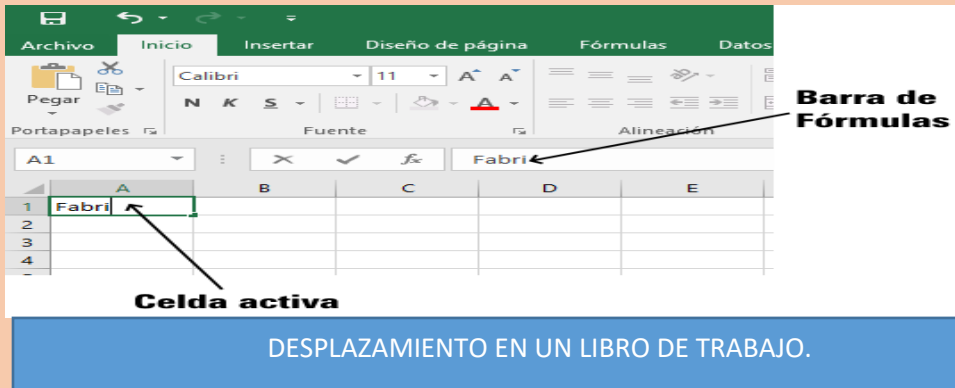 Archivo Inicio Insertar Diseño de página Fórmulas Datos
Calibri 11 A A
Pegar N K S A
Portapapeles Fuente Alineación
Barra de
Fórmulas
A1 fx Fabri
A B C D E
1 Fabri
2
3
4
Celda activa
DESPLAZAMIENTO EN UN LIBRO DE TRABAJO.